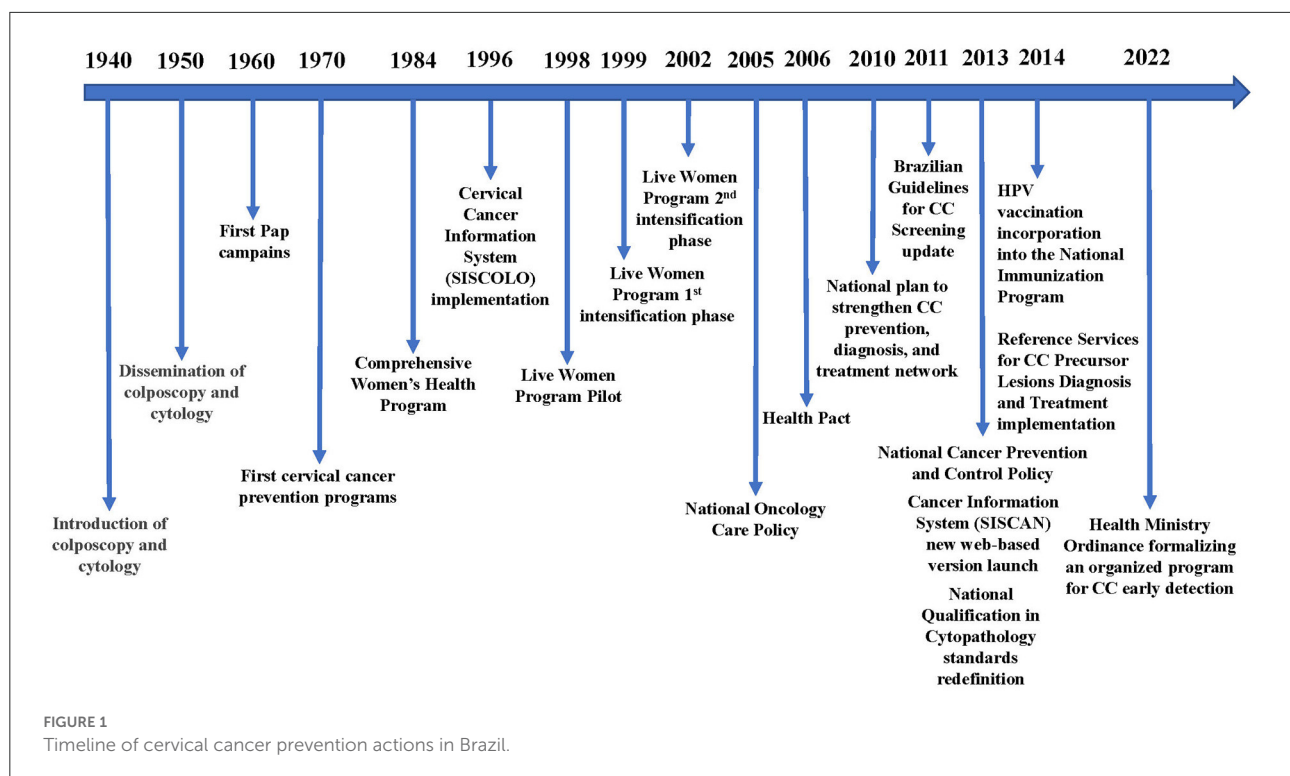 1940 1950 1960 1970 1984 1996 1998 1999 2002 2005 2006 2010 2011 2013 2014 2022
Introduction of
colposcopy and
cytology
Dissemination of
colposcopy and cytology
First Pap
campains
First cervical cancer
prevention programs
Comprehensive
Women's Health
Program
Cervical
Cancer
Information
System
(SISCOLO)
implementation
Live Women
Program Pilot
Live Women
Program 1st
intensification phase
Live Women
Program 2nd
intensification
phase
National Oncology
Care Policy
Health Pact
National plan to
strengthen CC
prevention,
diagnosis, and
treatment network
Brazilian
Guidelines
for CC
Screening
update
National Cancer Prevention
and Control Policy
Cancer Information
System (SISCAN)
new web-based
version launch
National
Qualification in
Cytopathology
standards
redefinition
HPV
vaccination
incorporation
into the National
Immunization
Program
Reference Services
for CC Precursor
Lesions Diagnosis
and Treatment
implementation
Health Ministry
Ordinance formalizing
an organized program
for CC early detection
FIGURE 1
Timeline of cervical cancer prevention actions in Brazil.